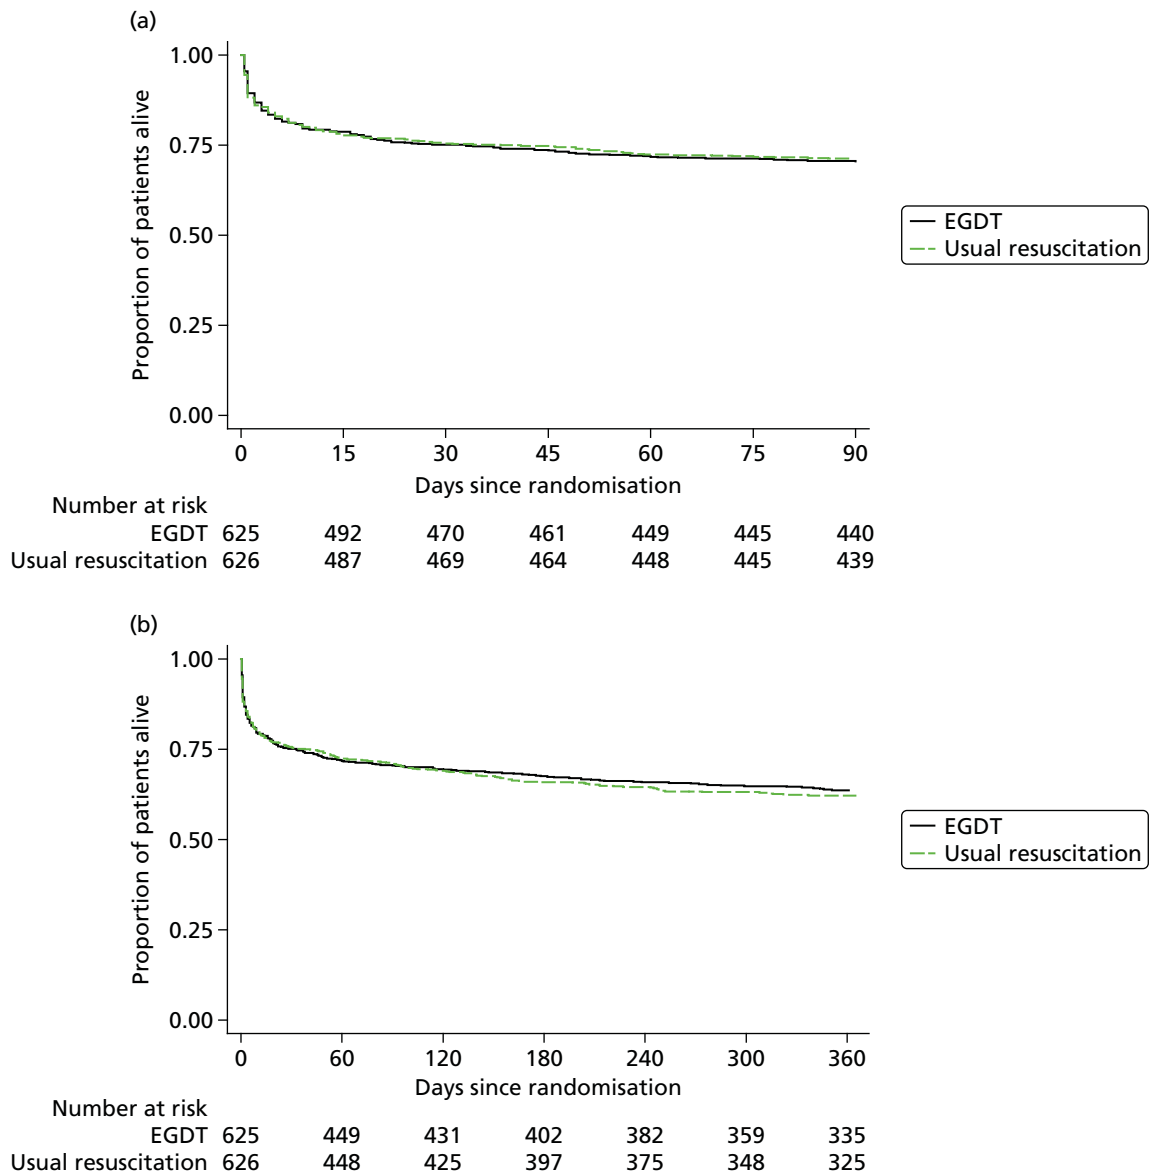 (a)
1.00
0.75
0.50
0.25
0.00
Proportion of patients alive
0 15 30 45 60 75 90
Days since randomisation
EGDT
Usual resuscitation
Number at risk
EGDT 625 492 470 461 449 445 440
Usual resuscitation 626 487 469 464 448 445 439
(b)
1.00
0.75
0.50
0.25
0.00
Proportion of patients alive
0 60 120 180 240 300 360
Days since randomisation
EGDT
Usual resuscitation
Number at risk
EGDT 625 449 431 402 382 359 335
Usual resuscitation 626 448 425 397 375 348 325